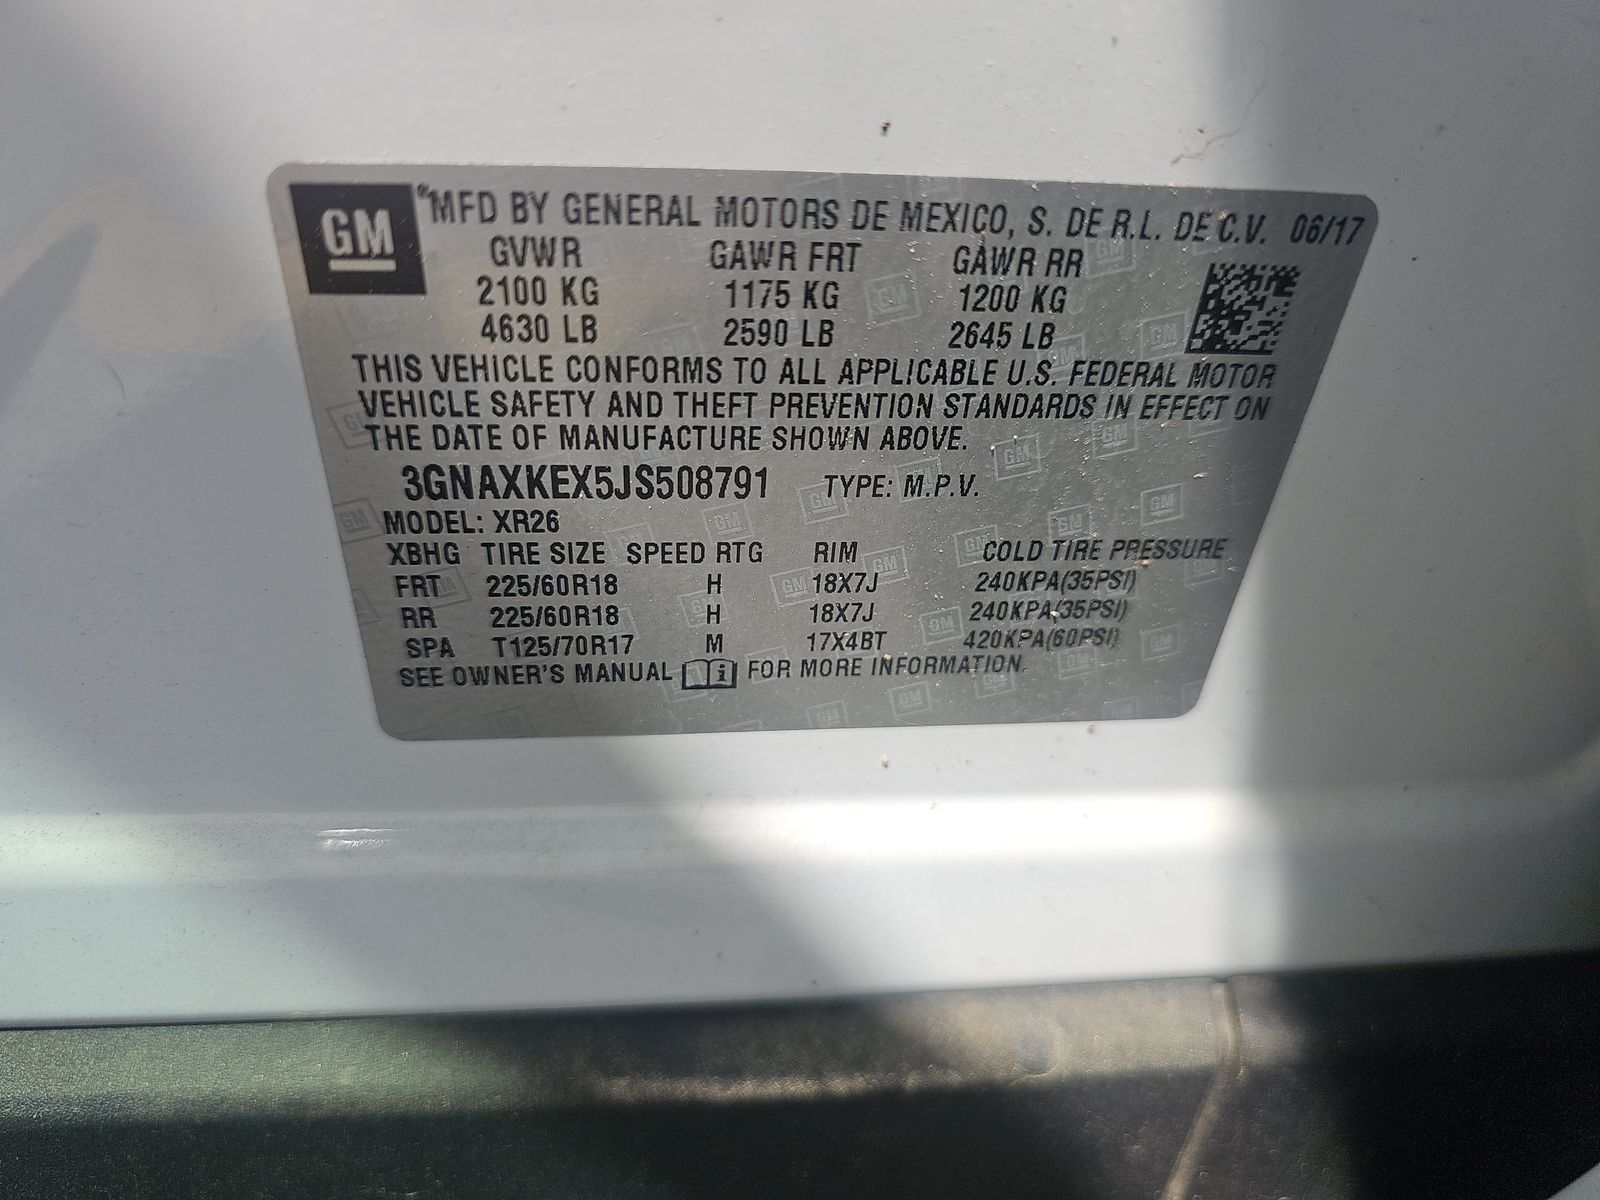 GM
MFD BY GENERAL MOTORS DE MEXICO, S. DE R.L. DE C.V. 06/17
GVWR GAWR FRT GAWR RR
2100 KG 1175 KG 1200 KG
4630 LB 2590 LB 2645 LB
THIS VEHICLE CONFORMS TO ALL APPLICABLE U.S. FEDERAL MOTOR
VEHICLE SAFETY AND THEFT PREVENTION STANDARDS IN EFFECT ON
THE DATE OF MANUFACTURE SHOWN ABOVE.
3GNAXKEX5JS508791 TYPE: M.P.V.
MODEL: XR26
XBHG TIRE SIZE SPEED RTG RIM COLD TIRE PRESSURE
FRT 225/60R18 H 18X7J 240KPA(35PSI)
RR 225/60R18 H 18X7J 240KPA(35PSI)
SPA T125/70R17 M 17X4BT 420KPA(60PSI)
SEE OWNER'S MANUAL i FOR MORE INFORMATION.